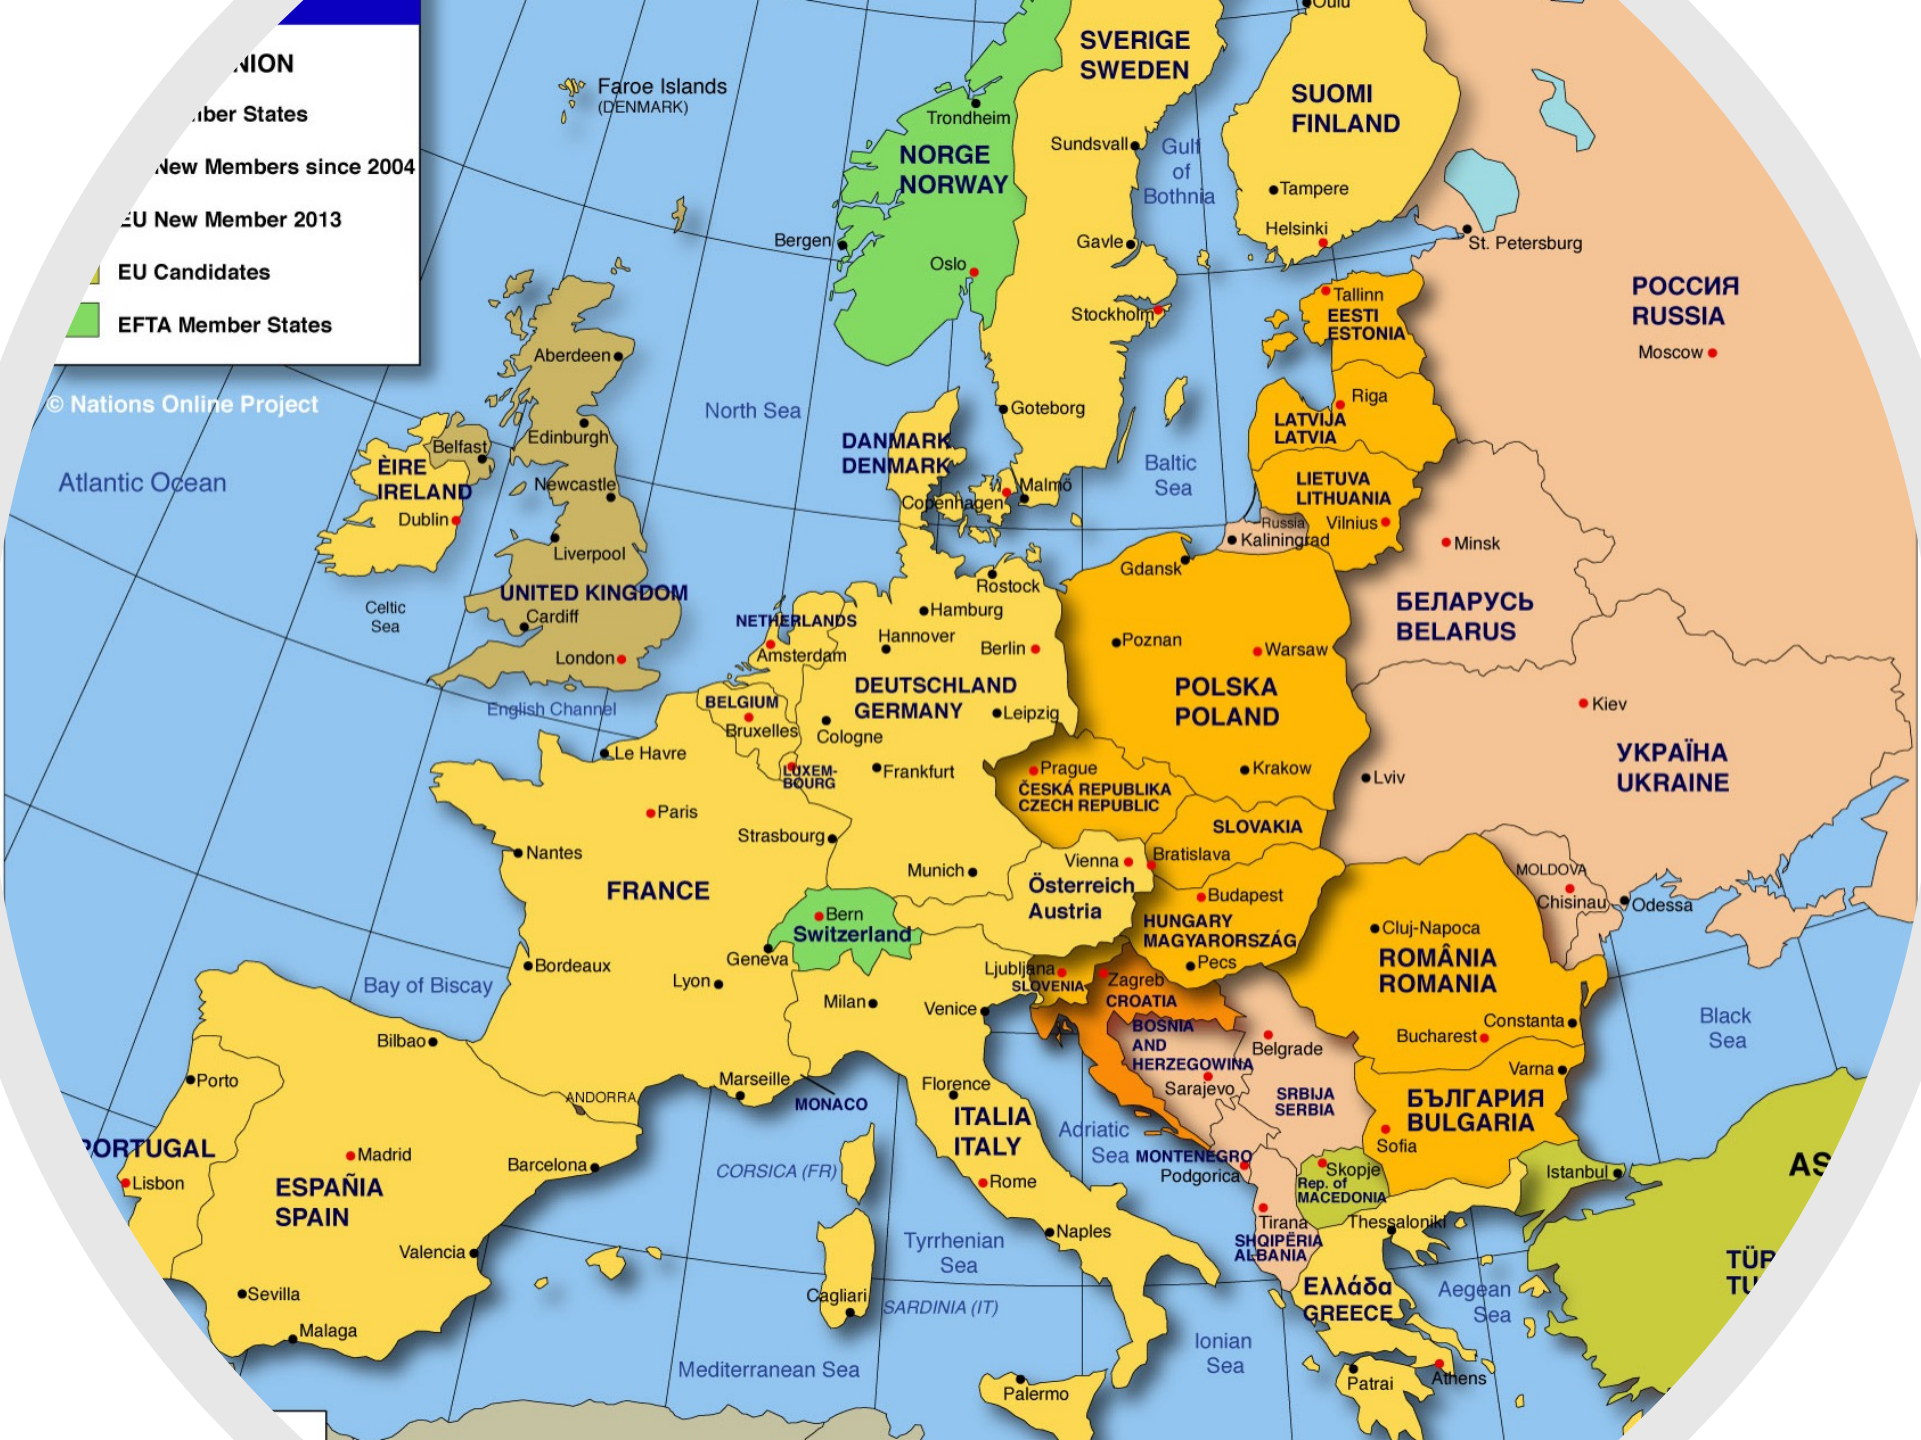 NION
mber States
New Members since 2004
EU New Member 2013
EU Candidates
EFTA Member States
© Nations Online Project
Faroe Islands
(DENMARK)
Trondheim
NORGE
NORWAY
Bergen
Oslo
SVERIGE
SWEDEN
Sundsvall
Gavle
Stockholm
Goteborg
Malmö
Gulf
of
Bothnia
Oulu
SUOMI
FINLAND
Tampere
Helsinki
St. Petersburg
РОССИЯ
RUSSIA
Moscow
Tallinn
EESTI
ESTONIA
Riga
LATVIJA
LATVIA
LIETUVA
LITHUANIA
Vilnius
Russia
Kaliningrad
Minsk
БЕЛАРУСЬ
BELARUS
Kiev
УКРАЇНА
UKRAINE
Lviv
Odessa
MOLDOVA
Chisinau
Atlantic Ocean
North Sea
Baltic
Sea
Celtic
Sea
English Channel
Aberdeen
Edinburgh
Belfast
Newcastle
Liverpool
UNITED KINGDOM
Cardiff
London
ÈIRE
IRELAND
Dublin
DANMARK
DENMARK
Copenhagen
NETHERLANDS
Amsterdam
BELGIUM
Bruxelles
LUXEM-
BOURG
Rostock
Hamburg
Hannover
Berlin
DEUTSCHLAND
GERMANY
Leipzig
Cologne
Frankfurt
Munich
Gdansk
Poznan
Warsaw
POLSKA
POLAND
Krakow
Prague
ČESKÁ REPUBLIKA
CZECH REPUBLIC
SLOVAKIA
Bratislava
Vienna
Österreich
Austria
Budapest
HUNGARY
MAGYARORSZÁG
Pecs
Le Havre
Paris
Strasbourg
Nantes
FRANCE
Bordeaux
Lyon
Marseille
MONACO
Bern
Switzerland
Geneva
Bay of Biscay
Bilbao
ANDORRA
Porto
PORTUGAL
Lisbon
Madrid
ESPAÑIA
SPAIN
Barcelona
Valencia
Sevilla
Malaga
Milan
Venice
Florence
ITALIA
ITALY
Rome
Naples
Palermo
CORSICA (FR)
Cagliari
SARDINIA (IT)
Tyrrhenian
Sea
Mediterranean Sea
Adriatic
Sea
Ionian
Sea
Ljubljana
SLOVENIA
Zagreb
CROATIA
BOSNIA
AND
HERZEGOWINA
Sarajevo
Belgrade
SRBIJA
SERBIA
MONTENEGRO
Podgorica
Skopje
Rep. of
MACEDONIA
Tirana
SHQIPËRIA
ALBANIA
Cluj-Napoca
ROMÂNIA
ROMANIA
Constanta
Bucharest
Varna
БЪЛГАРИЯ
BULGARIA
Sofia
Thessaloniki
Ελλάδα
GREECE
Athens
Patrai
Aegean
Sea
Black
Sea
Istanbul
AS
TÜR
TU